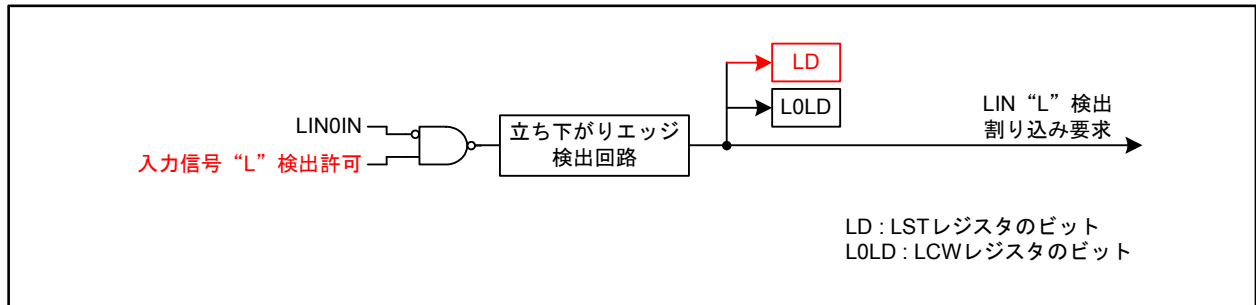 LD
L0LD
LIN0IN
入力信号“L”検出許可
立ち下がりエッジ
検出回路
LIN“L”検出
割り込み要求
LD : LSTレジスタのビット
L0LD : LCWレジスタのビット